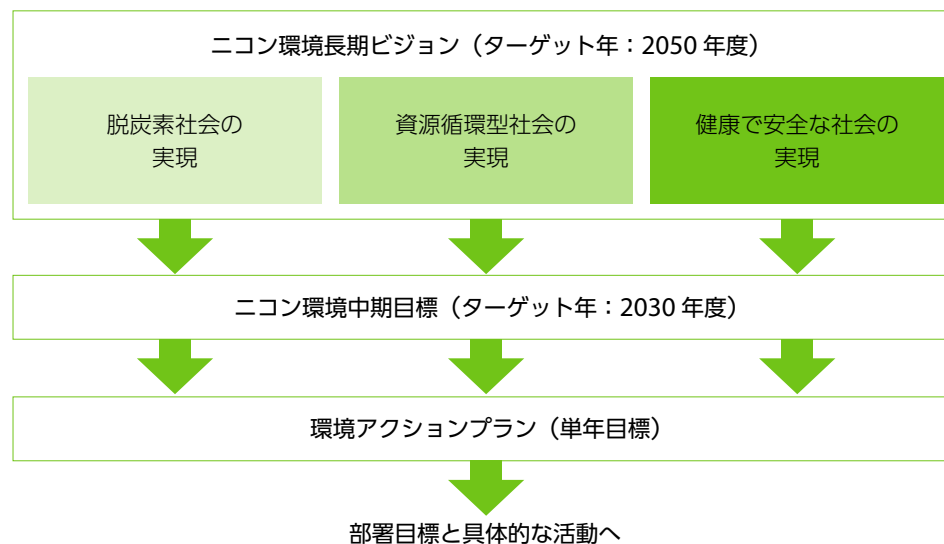 ニコン環境長期ビジョン（ターゲット年：2050 年度）
脱炭素社会の
実現
資源循環型社会の
実現
健康で安全な社会の
実現
ニコン環境中期目標（ターゲット年：2030 年度）
環境アクションプラン（単年目標）
部署目標と具体的な活動へ